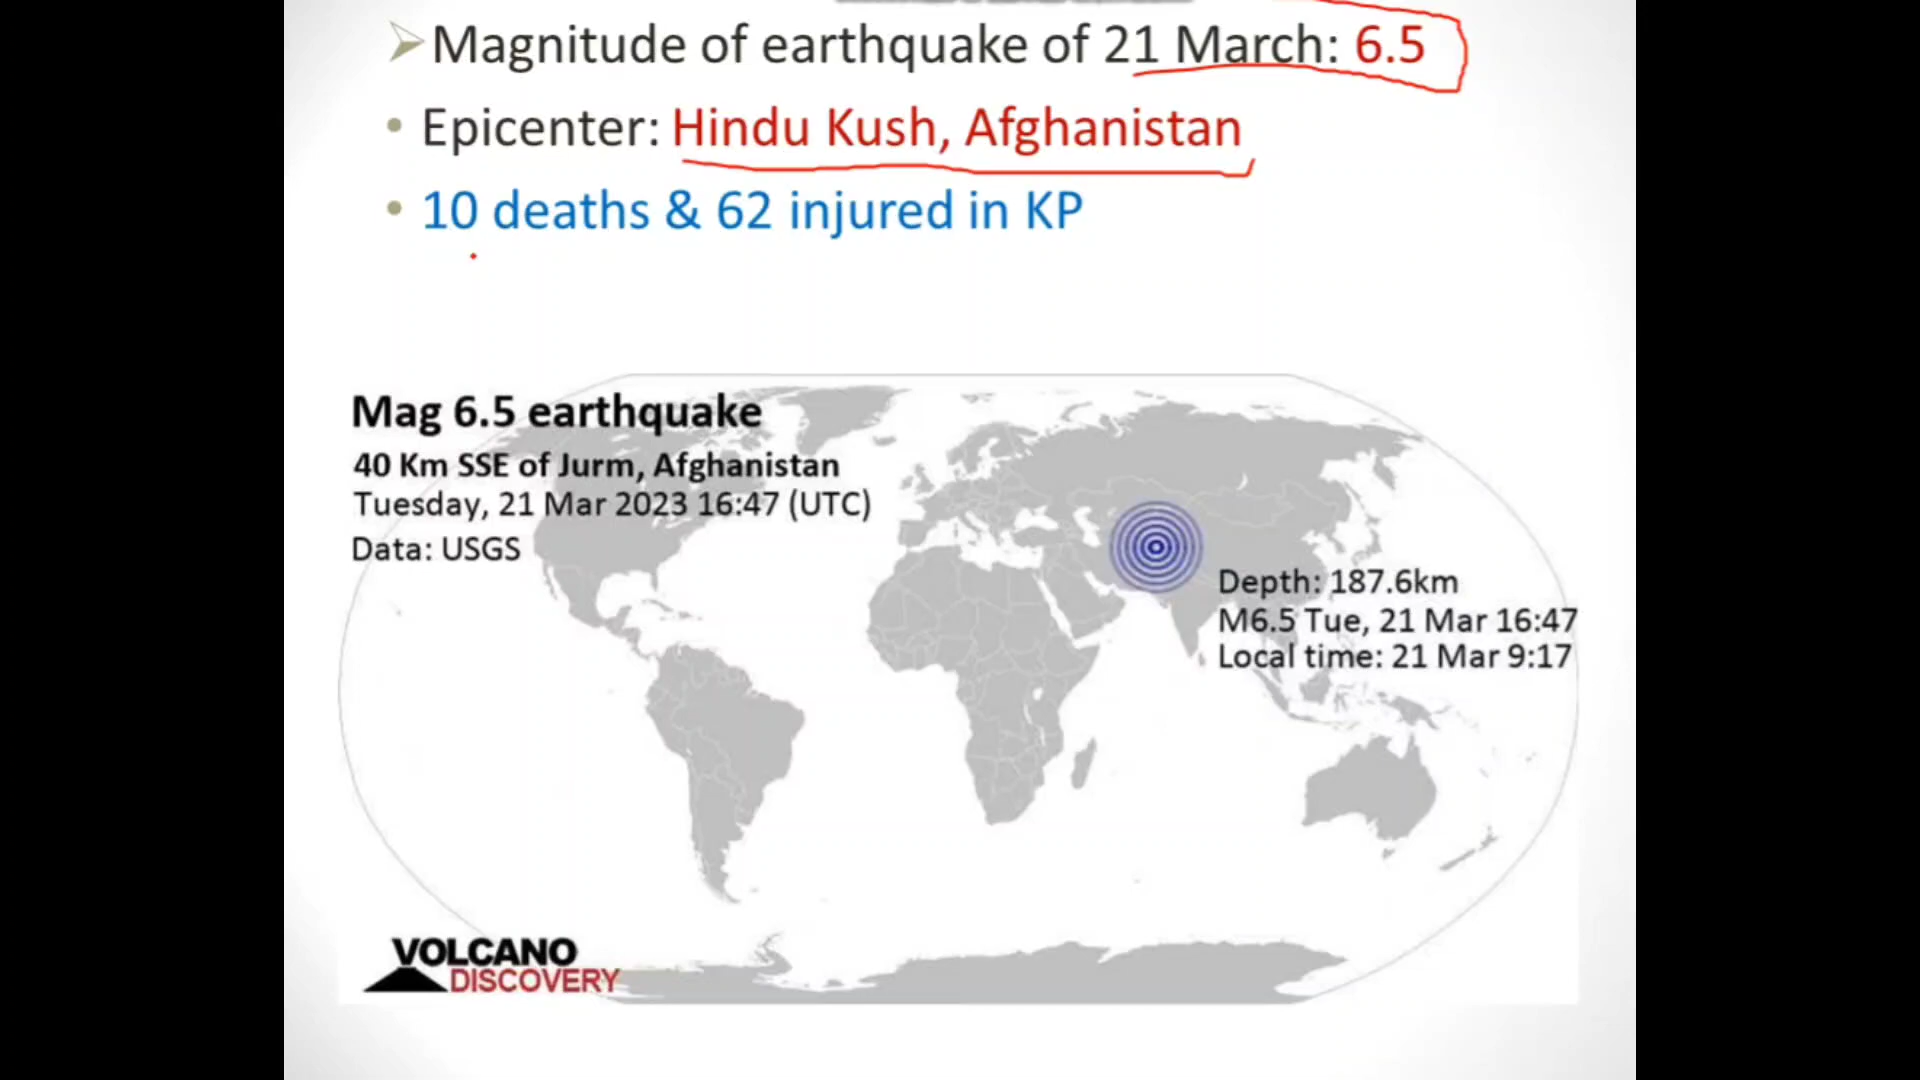 Magnitude of earthquake of 21 March: 6.5
Epicenter: Hindu Kush, Afghanistan
10 deaths & 62 injured in KP
Mag 6.5 earthquake
40 Km SSE of Jurm, Afghanistan
Tuesday, 21 Mar 2023 16:47 (UTC)
Data: USGS
Depth: 187.6km
M6.5 Tue, 21 Mar 16:47
Local time: 21 Mar 9:17
VOLCANO
DISCOVERY